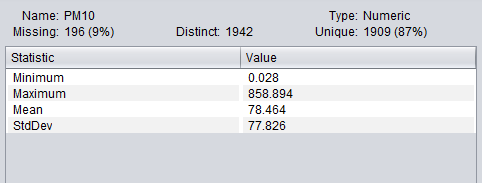 Name: PM10 Type: Numeric
Missing: 196 (9%) Distinct: 1942 Unique: 1909 (87%)
Statistic Value
Minimum 0.028
Maximum 858.894
Mean 78.464
StdDev 77.826